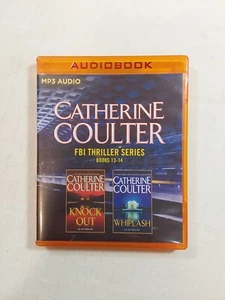 AUDIOBOOK
MP3 AUDIO
CATHERINE
COULTER
FBI THRILLER SERIES
BOOKS 13-14
CATHERINE
COULTER
KNOCK
OUT
CATHERINE
COULTER
WHIPLASH